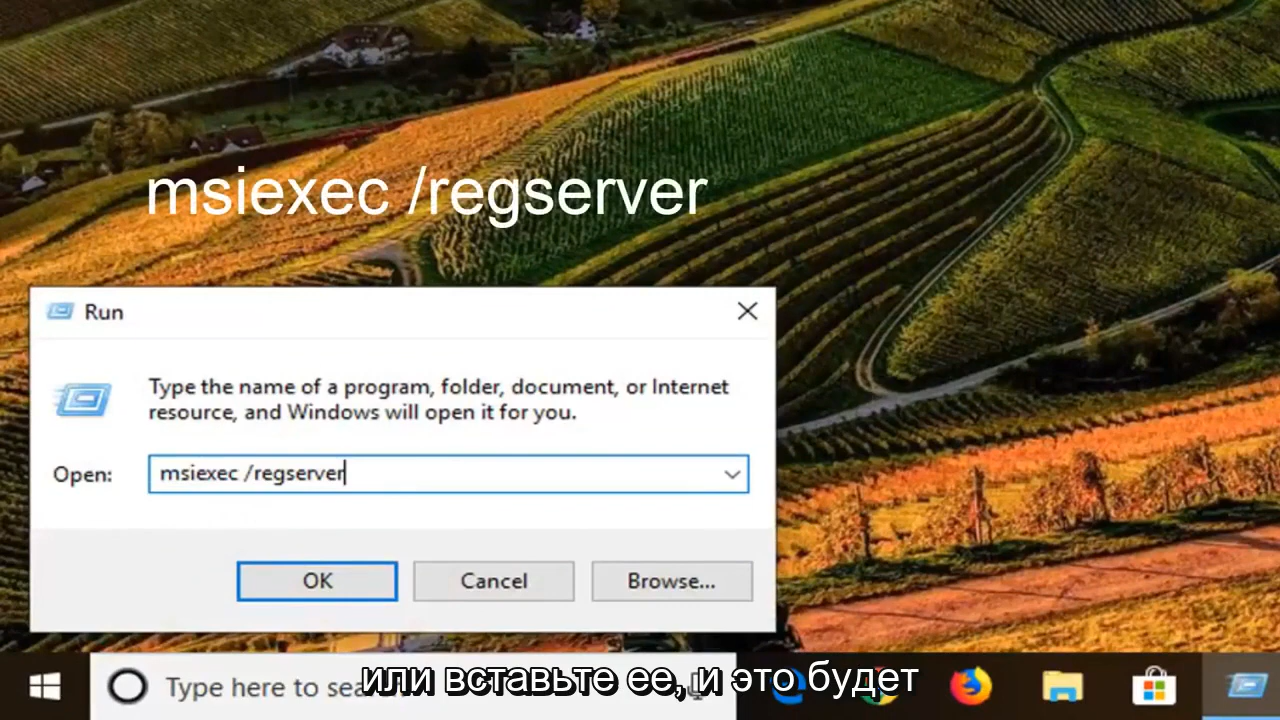 msiexec /regserver
Run
Type the name of a program, folder, document, or Internet
resource, and Windows will open it for you.
Open: msiexec /regserver
OK Cancel Browse...
Type here to
или вставьте ее, и это будет